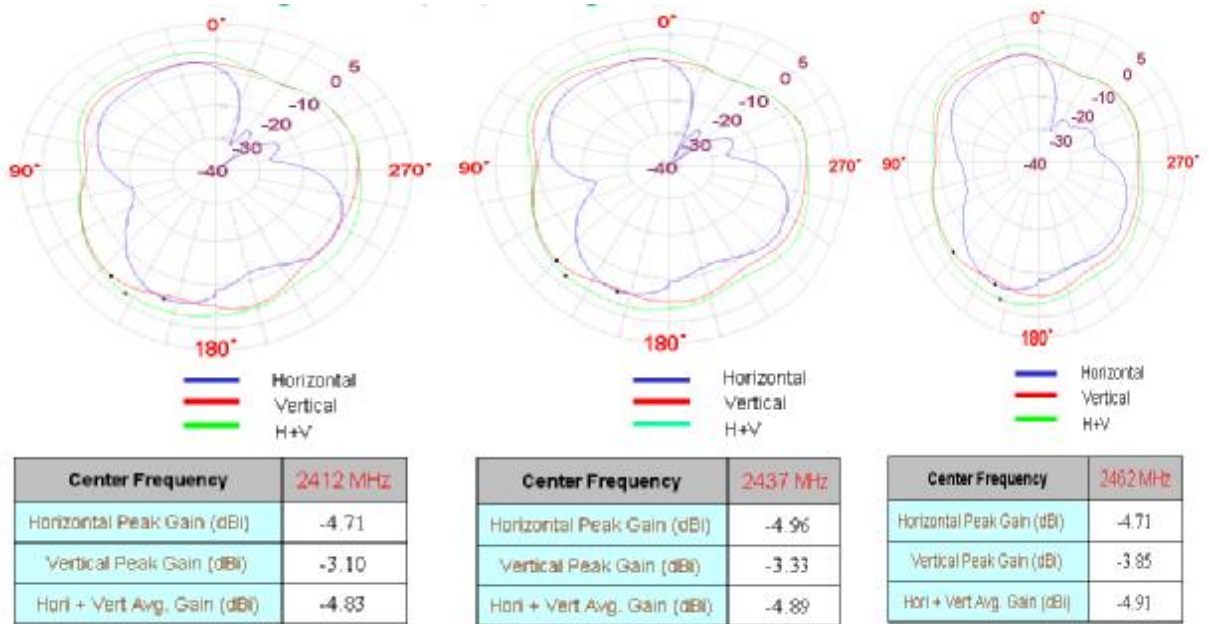 0°
5
0
-10
-20
-30
-40
90°
270°
180°
Horizontal
Vertical
H+V
Center Frequency 2412 MHz
Horizontal Peak Gain (dBi) -4.71
Vertical Peak Gain (dBi) -3.10
Hori + Vert Avg. Gain (dBi) -4.83
0°
5
0
-10
-20
-30
-40
90°
270°
180°
Horizontal
Vertical
H+V
Center Frequency 2437 MHz
Horizontal Peak Gain (dBi) -4.96
Vertical Peak Gain (dBi) -3.33
Hori + Vert Avg. Gain (dBi) -4.89
0°
5
0
-10
-20
-30
-40
90°
270°
180°
Horizontal
Vertical
H+V
Center Frequency 2462 MHz
Horizontal Peak Gain (dBi) -4.71
Vertical Peak Gain (dBi) -3.85
Hori + Vert Avg. Gain (dBi) -4.91